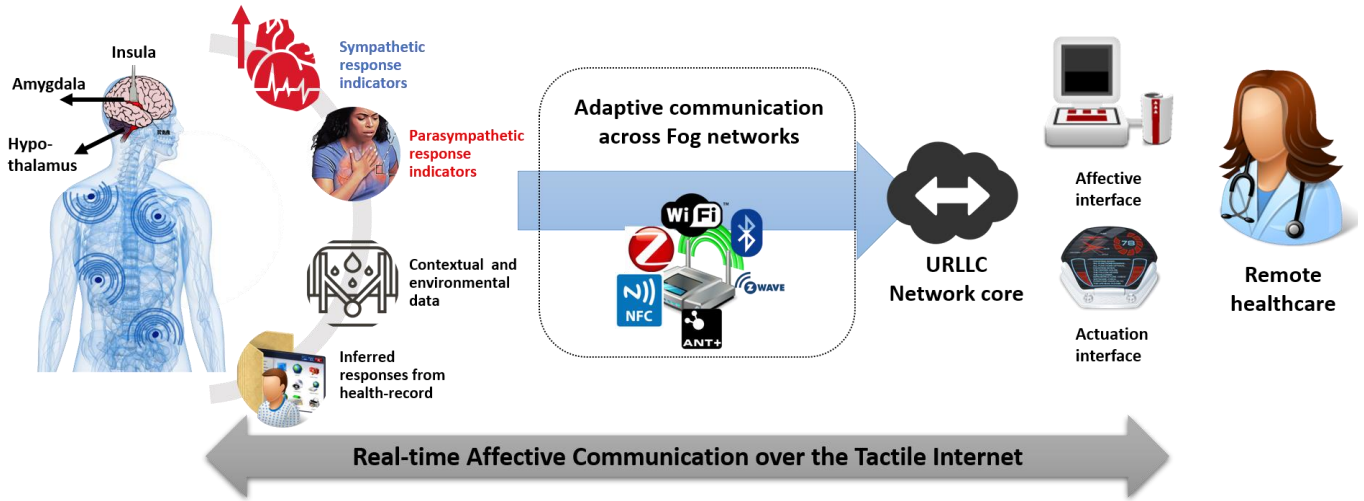 Insula
Amygdala
Hypo-
thalamus
Sympathetic
response
indicators
Parasympathetic
response
indicators
Contextual and
environmental
data
Inferred
responses from
health-record
Adaptive communication
across Fog networks
WiFi
Z
NFC
Z WAVE
ANT+
URLLC
Network core
Affective
interface
78
Actuation
interface
Remote
healthcare
Real-time Affective Communication over the Tactile Internet